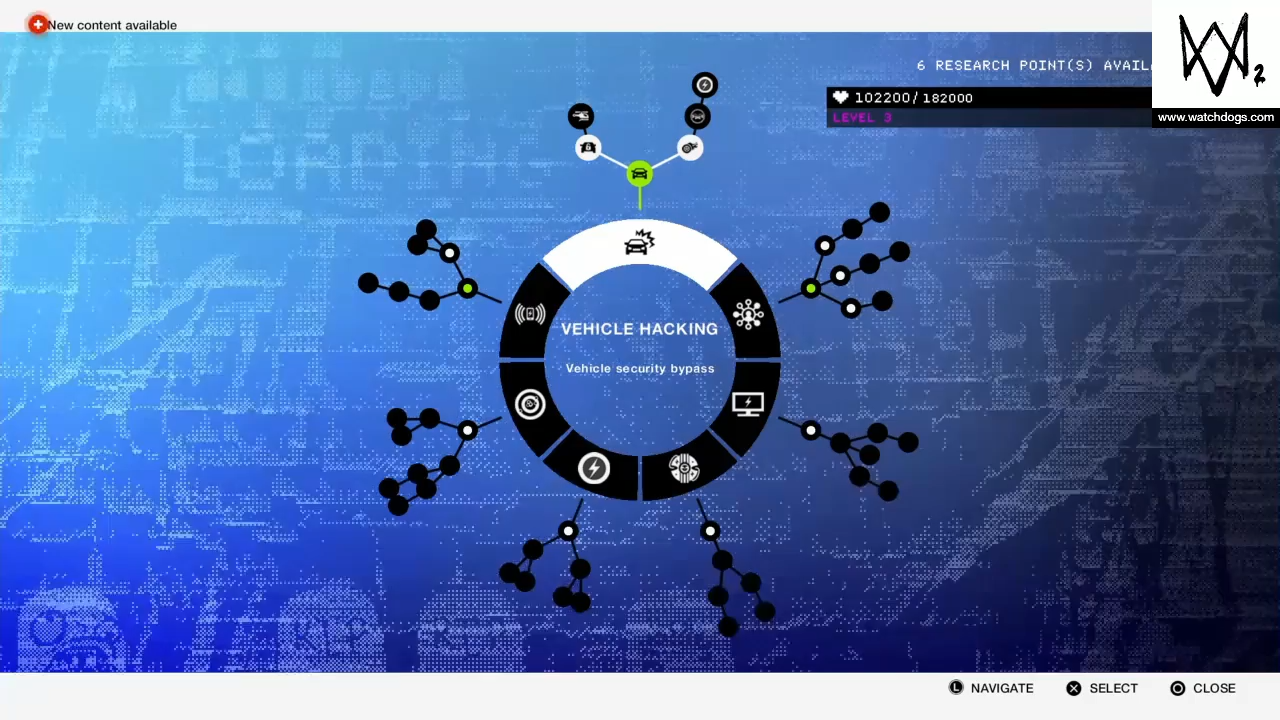 New content available
6 RESEARCH POINT(S) AVAIL
102200/182000
LEVEL 3
2
www.watchdogs.com
VEHICLE HACKING
Vehicle security bypass
L NAVIGATE
SELECT
CLOSE